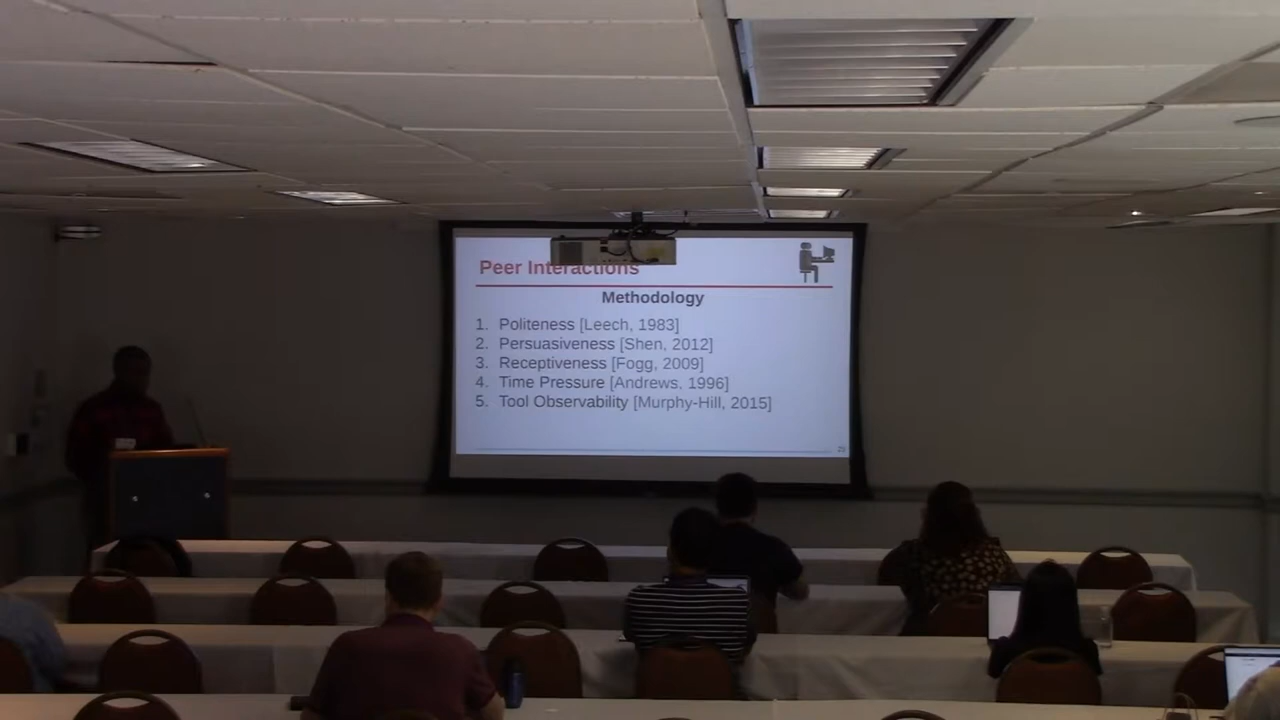 Peer Interactions
Methodology
1. Politeness [Leech, 1983]
2. Persuasiveness [Shen, 2012]
3. Receptiveness [Fogg, 2009]
4. Time Pressure [Andrews, 1996]
5. Tool Observability [Murphy-Hill, 2015]